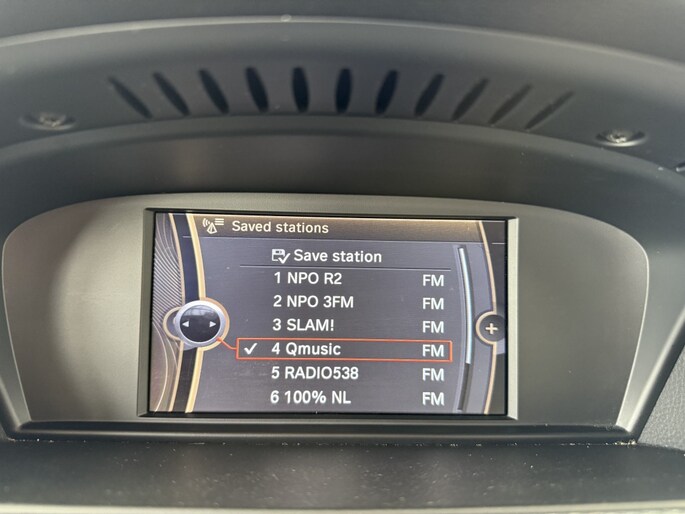 Saved stations
Save station
1 NPO R2 FM
2 NPO 3FM FM
3 SLAM! FM
4 Qmusic FM
5 RADIO538 FM
6 100% NL FM